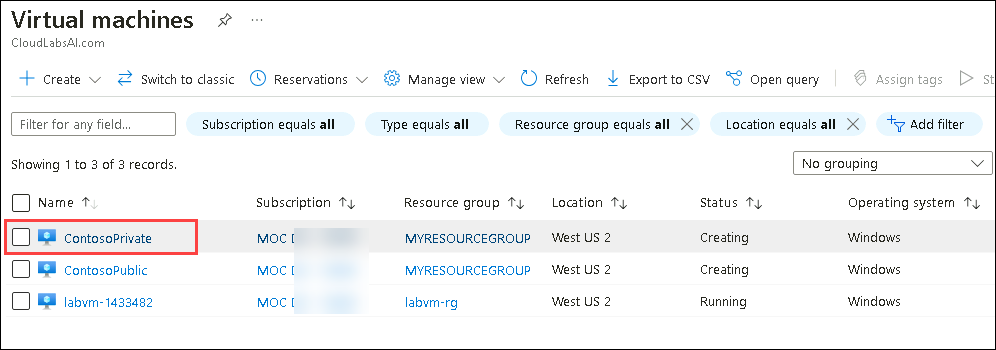 Virtual machines ...
CloudLabsAI.com
Create Switch to classic Reservations Manage view Refresh Export to CSV Open query Assign tags St
Filter for any field... Subscription equals all Type equals all Resource group equals all Location equals all Add filter
Showing 1 to 3 of 3 records. No grouping
Name Subscription Resource group Location Status Operating system
ContosoPrivate MOC MYRESOURCEGROUP West US 2 Creating Windows
ContosoPublic MOC MYRESOURCEGROUP West US 2 Creating Windows
labvm-1433482 MOC labvm-rg West US 2 Running Windows